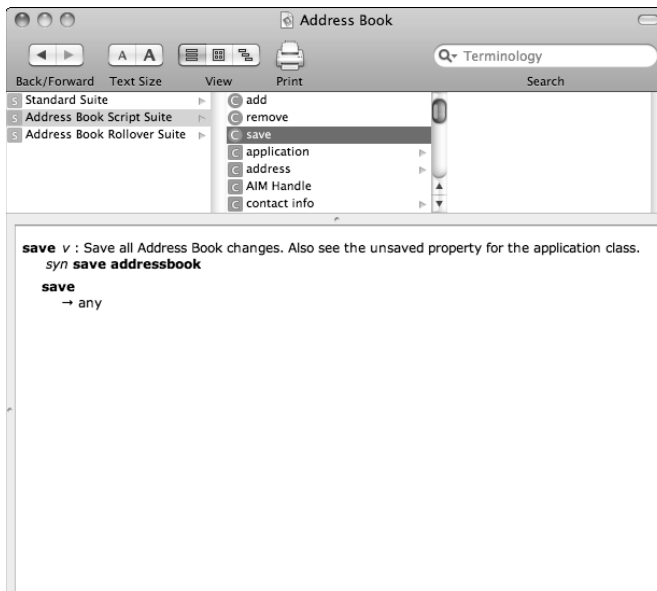 Address Book
A A
Q Terminology
Back/Forward Text Size View Print Search
S Standard Suite
S Address Book Script Suite
S Address Book Rollover Suite
C add
C remove
C save
C application
C address
C AIM Handle
C contact info
save v : Save all Address Book changes. Also see the unsaved property for the application class.
syn save addressbook
save
→ any